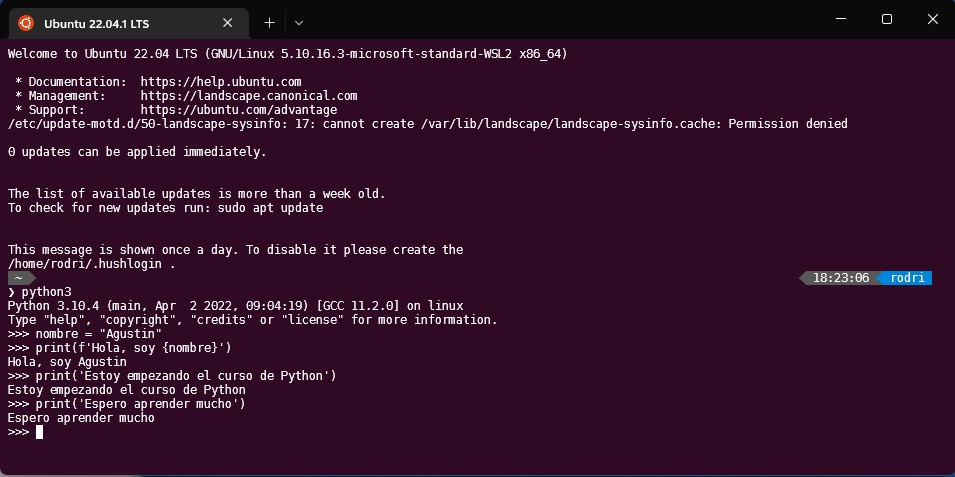 Ubuntu 22.04.1 LTS
Welcome to Ubuntu 22.04 LTS (GNU/Linux 5.10.16.3-microsoft-standard-WSL2 x86_64)
* Documentation:  https://help.ubuntu.com
* Management:     https://landscape.canonical.com
* Support:        https://ubuntu.com/advantage
/etc/update-motd.d/50-landscape-sysinfo: 17: cannot create /var/lib/landscape/landscape-sysinfo.cache: Permission denied
0 updates can be applied immediately.
The list of available updates is more than a week old.
To check for new updates run: sudo apt update
This message is shown once a day. To disable it please create the
/home/rodri/.hushlogin .
~ 18:23:06 rodri
❯ python3
Python 3.10.4 (main, Apr  2 2022, 09:04:19) [GCC 11.2.0] on linux
Type "help", "copyright", "credits" or "license" for more information.
>>> nombre = "Agustin"
>>> print(f'Hola, soy {nombre}')
Hola, soy Agustin
>>> print('Estoy empezando el curso de Python')
Estoy empezando el curso de Python
>>> print('Espero aprender mucho')
Espero aprender mucho
>>>